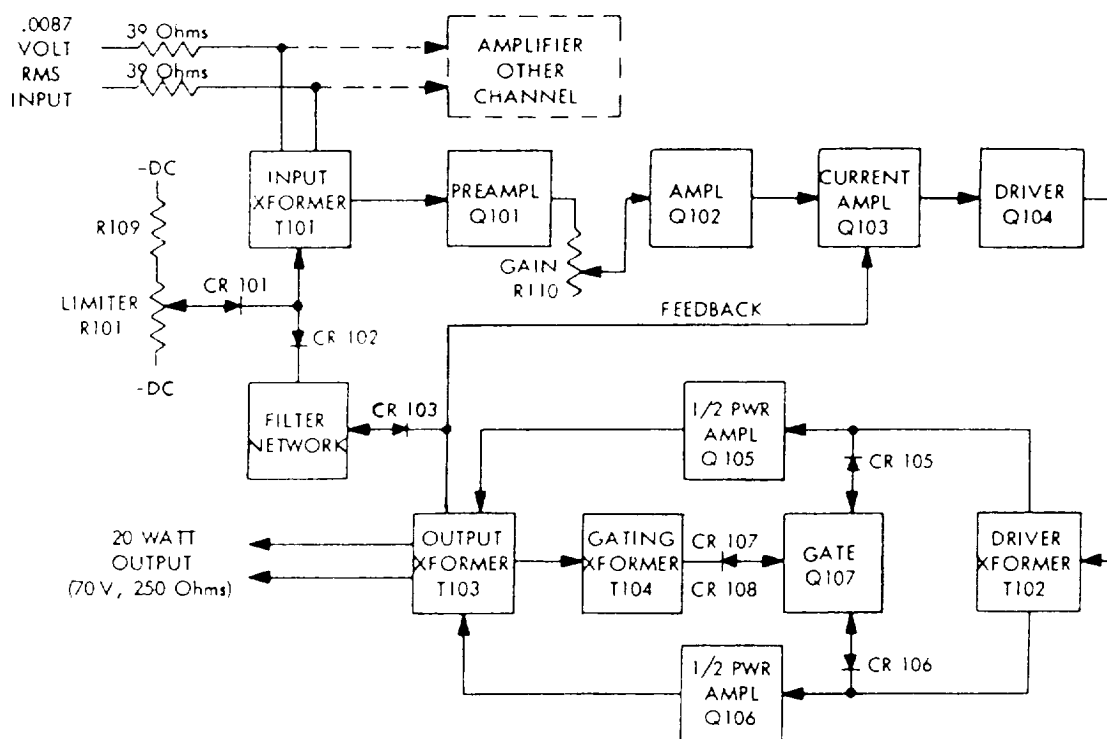 .0087
VOLT
RMS
INPUT
39 Ohms
39 Ohms
AMPLIFIER
OTHER
CHANNEL
-DC
R109
LIMITER
R101
-DC
CR 101
CR 102
INPUT
XFORMER
T101
PREAMPL
Q101
GAIN
R110
AMPL
Q102
CURRENT
AMPL
Q103
DRIVER
Q104
FEEDBACK
FILTER
NETWORK
CR 103
1/2 PWR
AMPL
Q 105
CR 105
20 WATT
OUTPUT
(70 V, 250 Ohms)
OUTPUT
XFORMER
T103
GATING
XFORMER
T104
CR 107
CR 108
GATE
Q107
DRIVER
XFORMER
T102
CR 106
1/2 PWR
AMPL
Q106